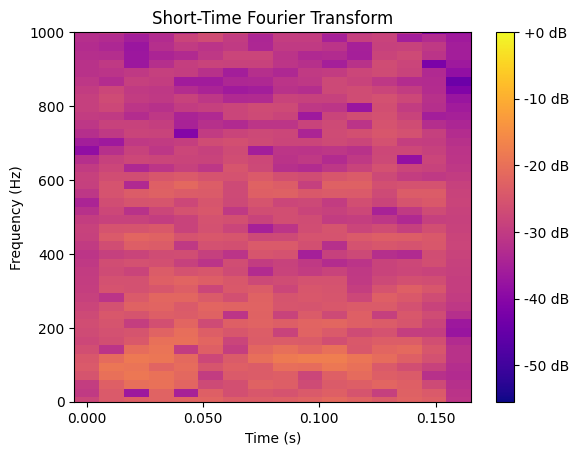 Short-Time Fourier Transform
1000
800
600
400
200
0
Frequency (Hz)
0.000
0.050
0.100
0.150
Time (s)
+0 dB
-10 dB
-20 dB
-30 dB
-40 dB
-50 dB